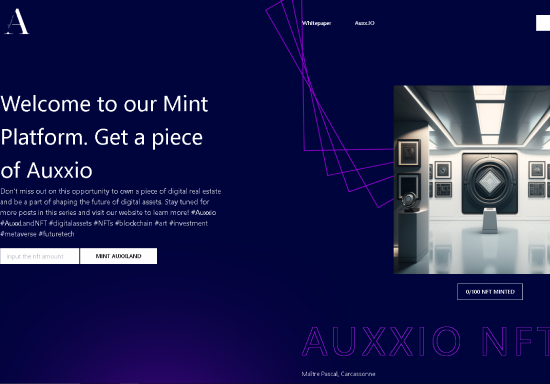 A
Whitepaper
Auxx.IO
Welcome to our Mint
Platform. Get a piece
of Auxxio
Don't miss out on this opportunity to own a piece of digital real estate
and be a part of shaping the future of digital assets. Stay tuned for
more posts in this series and visit our website to learn more! #Auxxio
#AuxxLandNFT #digitalassets #NFTs #blockchain #art #investment
#metaverse #futuretech
Input the nft amount
MINT AUXXLAND
0/100 NFT MINTED
AUXXIO NFT
Maître Pascal, Carcassonne